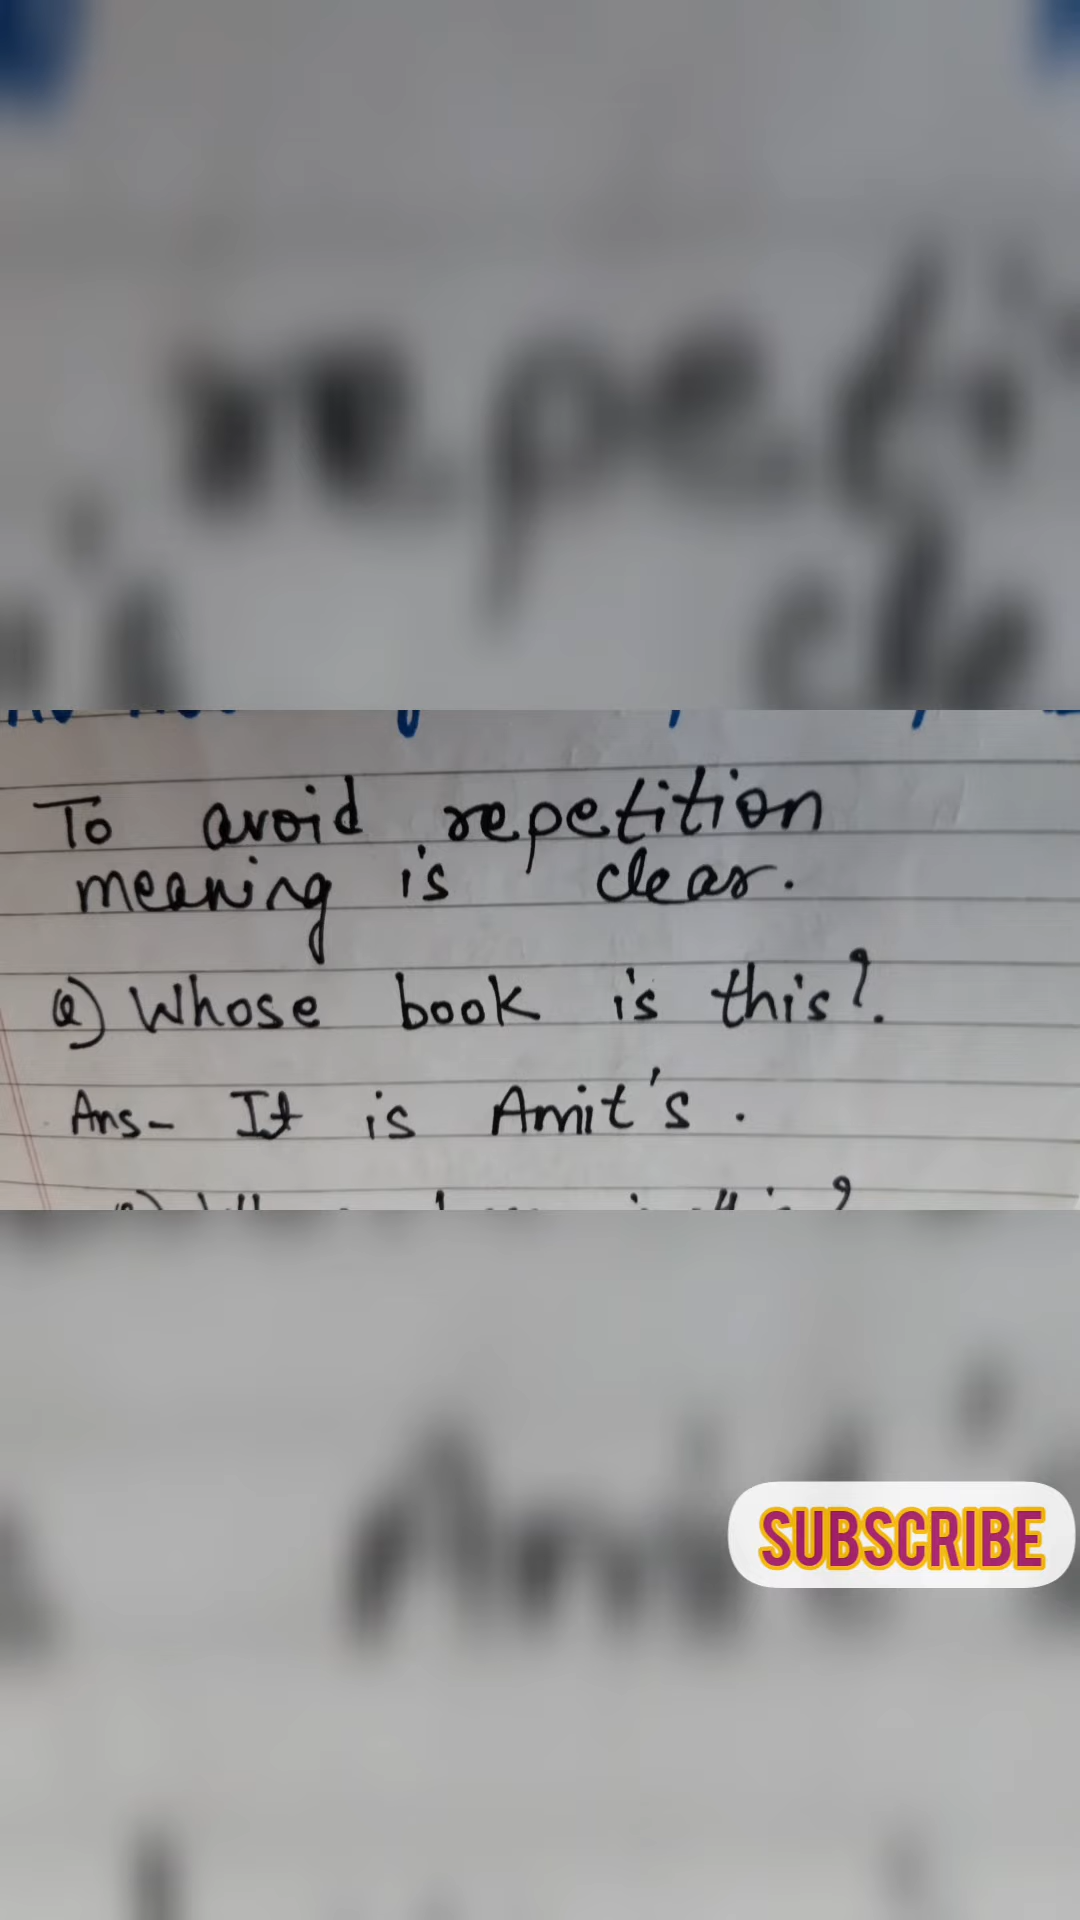 To avoid repetition
meaning is clear.
Q) Whose book is this?.
Ans- It is Amit's.
SUBSCRIBE